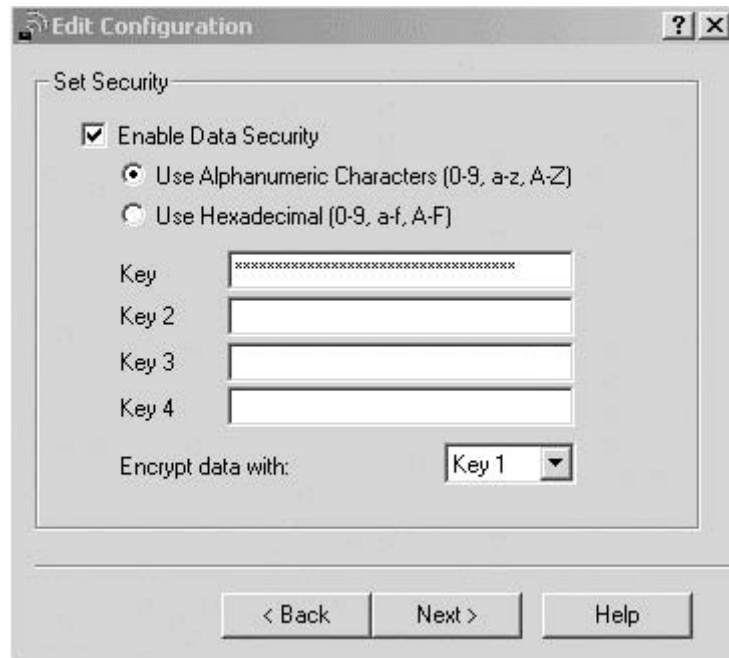 Edit Configuration
Set Security
Enable Data Security
Use Alphanumeric Characters (0-9, a-z, A-Z)
Use Hexadecimal (0-9, a-f, A-F)
Key
Key 2
Key 3
Key 4
Encrypt data with: Key 1
< Back Next > Help